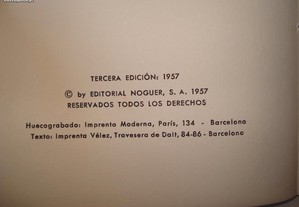 TERCERA EDICIÓN: 1957
© by EDITORIAL NOGUER, S. A. 1957
RESERVADOS TODOS LOS DERECHOS
Huecograbado: Imprenta Moderna, París, 134 - Barcelona
Texto: Imprenta Vélez, Travesera de Dalt, 84-86 - Barcelona